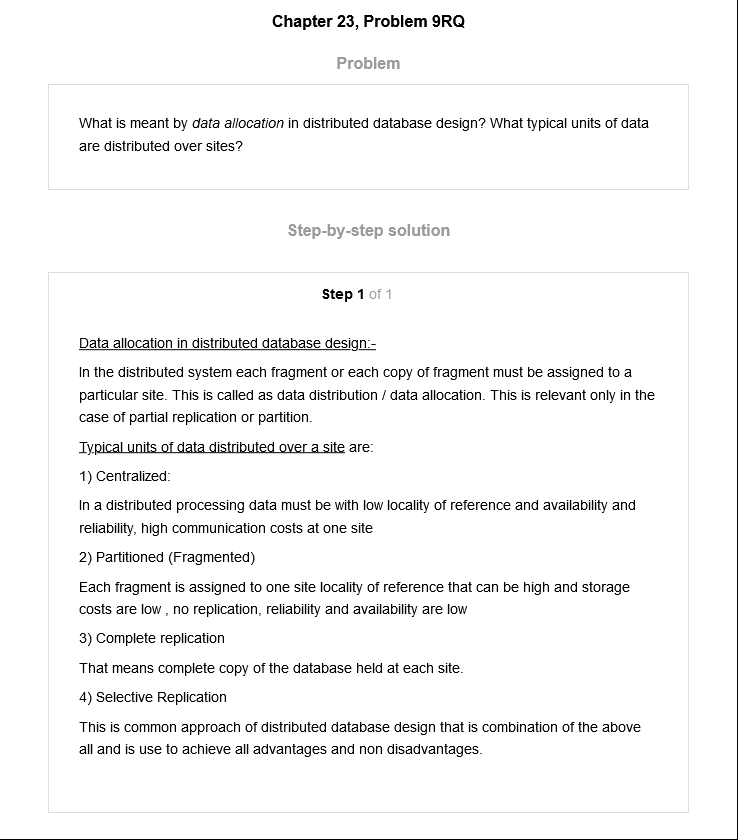 Chapter 23, Problem 9RQ
Problem
What is meant by data allocation in distributed database design? What typical units of data
are distributed over sites?
Step-by-step solution
Step 1 of 1
Data allocation in distributed database design:-
In the distributed system each fragment or each copy of fragment must be assigned to a
particular site. This is called as data distribution / data allocation. This is relevant only in the
case of partial replication or partition.
Typical units of data distributed over a site are:
1) Centralized:
In a distributed processing data must be with low locality of reference and availability and
reliability, high communication costs at one site
2) Partitioned (Fragmented)
Each fragment is assigned to one site locality of reference that can be high and storage
costs are low , no replication, reliability and availability are low
3) Complete replication
That means complete copy of the database held at each site.
4) Selective Replication
This is common approach of distributed database design that is combination of the above
all and is use to achieve all advantages and non disadvantages.